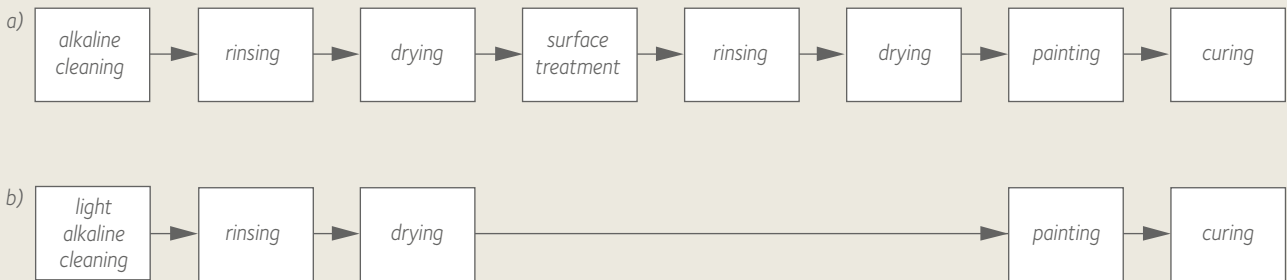 a)
alkaline
cleaning
rinsing
drying
surface
treatment
rinsing
drying
painting
curing
b)
light
alkaline
cleaning
rinsing
drying
painting
curing